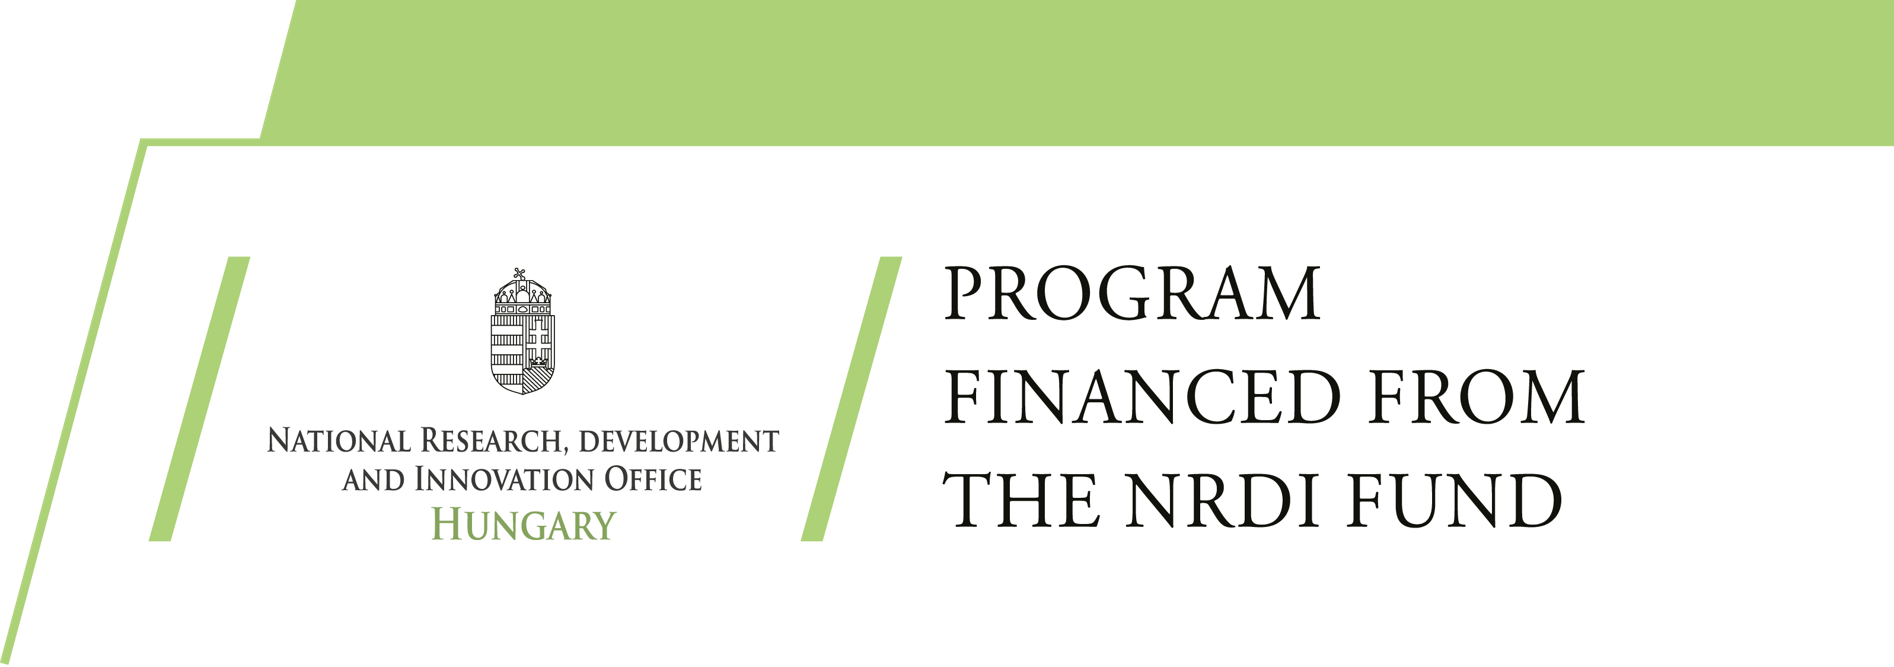 National Research, development
and Innovation Office
Hungary
PROGRAM
FINANCED FROM
THE NRDI FUND